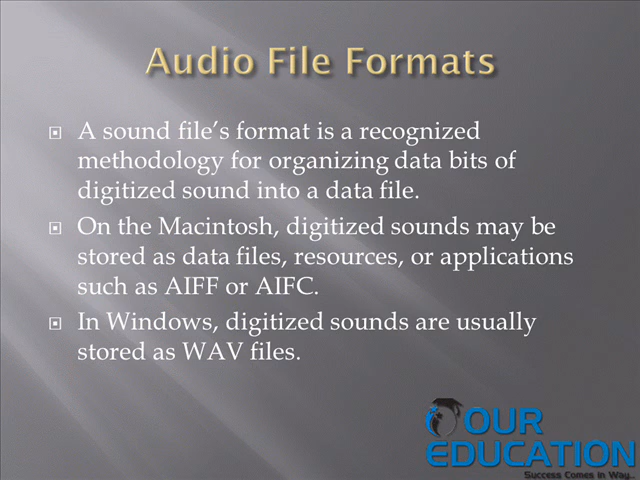 Audio File Formats
A sound file's format is a recognized
methodology for organizing data bits of
digitized sound into a data file.
On the Macintosh, digitized sounds may be
stored as data files, resources, or applications
such as AIFF or AIFC.
In Windows, digitized sounds are usually
stored as WAV files.
OUR
EDUCATION
Success Comes in Way..